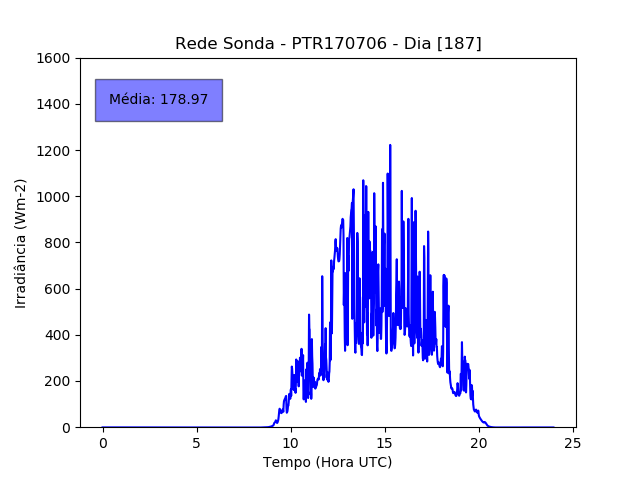 Rede Sonda - PTR170706 - Dia [187]
1600
1400
1200
1000
800
600
400
200
0
Irradiância (Wm-2)
Média: 178.97
0 5 10 15 20 25
Tempo (Hora UTC)